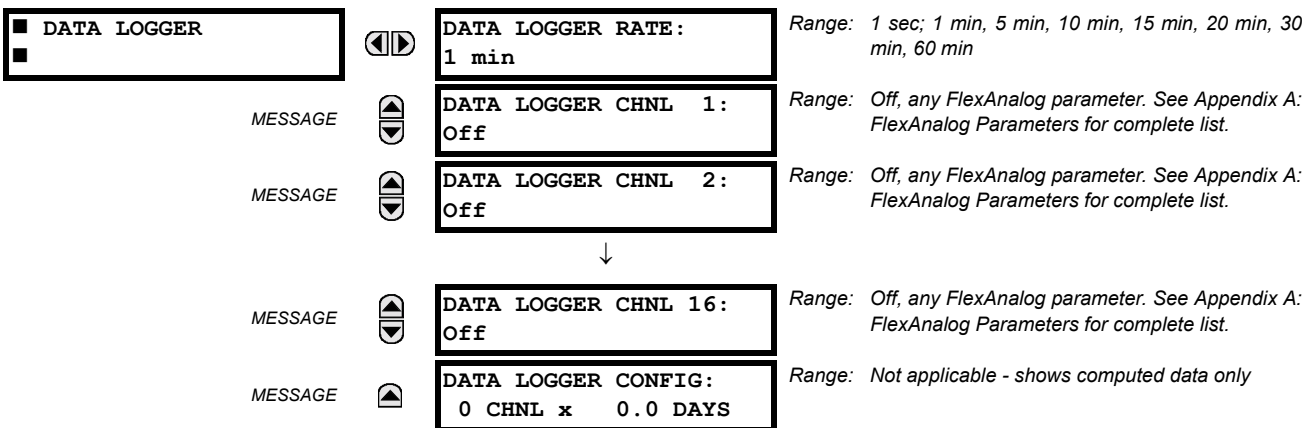 ■ DATA LOGGER
■
DATA LOGGER RATE:
1 min
Range: 1 sec; 1 min, 5 min, 10 min, 15 min, 20 min, 30
min, 60 min
MESSAGE
DATA LOGGER CHNL 1:
Off
Range: Off, any FlexAnalog parameter. See Appendix A:
FlexAnalog Parameters for complete list.
MESSAGE
DATA LOGGER CHNL 2:
Off
Range: Off, any FlexAnalog parameter. See Appendix A:
FlexAnalog Parameters for complete list.
↓
MESSAGE
DATA LOGGER CHNL 16:
Off
Range: Off, any FlexAnalog parameter. See Appendix A:
FlexAnalog Parameters for complete list.
MESSAGE
DATA LOGGER CONFIG:
0 CHNL x 0.0 DAYS
Range: Not applicable - shows computed data only